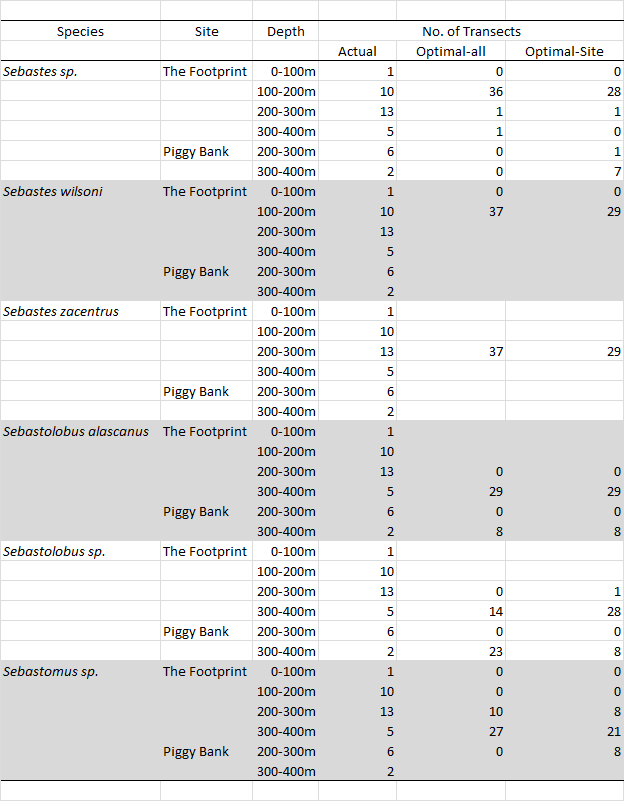 Species Site Depth No. of Transects
Actual Optimal-all Optimal-Site
Sebastes sp. The Footprint 0-100m 1 0 0
100-200m 10 36 28
200-300m 13 1 1
300-400m 5 1 0
Piggy Bank 200-300m 6 0 1
300-400m 2 0 7
Sebastes wilsoni The Footprint 0-100m 1 0 0
100-200m 10 37 29
200-300m 13
300-400m 5
Piggy Bank 200-300m 6
300-400m 2
Sebastes zacentrus The Footprint 0-100m 1
100-200m 10
200-300m 13 37 29
300-400m 5
Piggy Bank 200-300m 6
300-400m 2
Sebastolobus alascanus The Footprint 0-100m 1
100-200m 10
200-300m 13 0 0
300-400m 5 29 29
Piggy Bank 200-300m 6 0 0
300-400m 2 8 8
Sebastolobus sp. The Footprint 0-100m 1
100-200m 10
200-300m 13 0 1
300-400m 5 14 28
Piggy Bank 200-300m 6 0 0
300-400m 2 23 8
Sebastomus sp. The Footprint 0-100m 1 0 0
100-200m 10 0 0
200-300m 13 10 8
300-400m 5 27 21
Piggy Bank 200-300m 6 0 8
300-400m 2